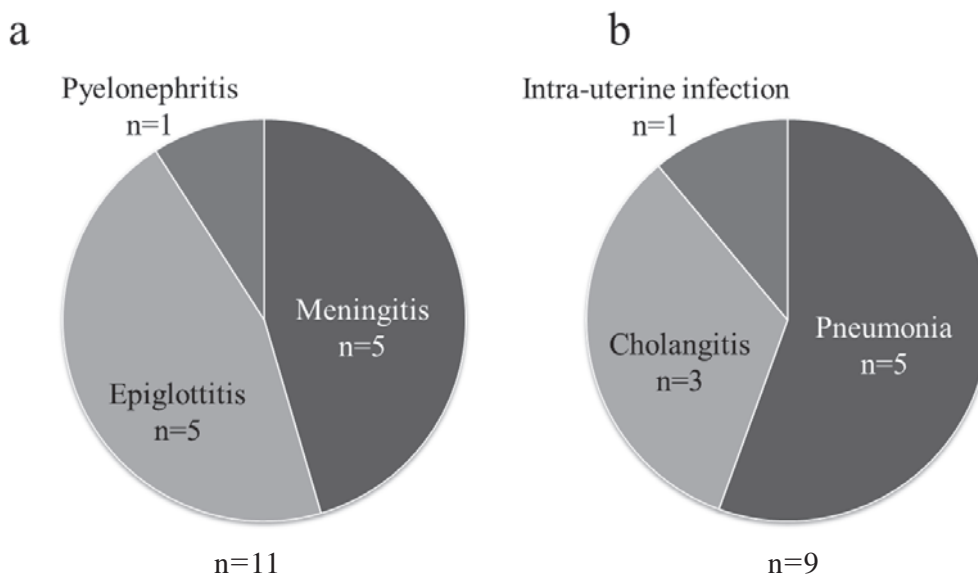 a
Pyelonephritis
n=1
Meningitis
n=5
Epiglottitis
n=5
n=11
b
Intra-uterine infection
n=1
Pneumonia
n=5
Cholangitis
n=3
n=9